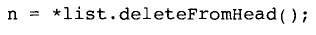 n = *list.deleteFromHead();